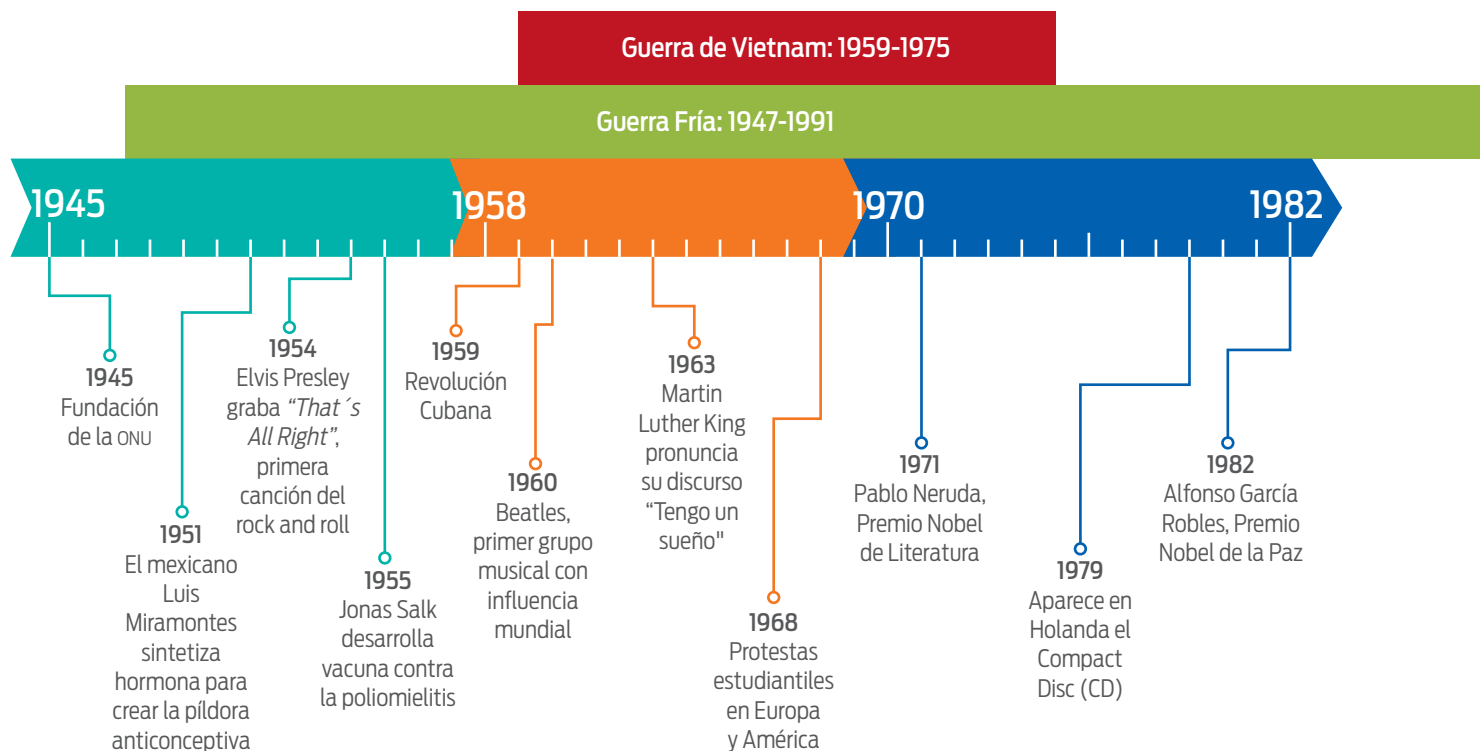 Guerra de Vietnam: 1959-1975
Guerra Fría: 1947-1991
1945
1958
1970
1982
1945
Fundación
de la ONU
1951
El mexicano
Luis
Miramontes
sintetiza
hormona para
crear la píldora
anticonceptiva
1954
Elvis Presley
graba “That´s
All Right”,
primera
canción del
rock and roll
1955
Jonas Salk
desarrolla
vacuna contra
la poliomielitis
1959
Revolución
Cubana
1960
Beatles,
primer grupo
musical con
influencia
mundial
1963
Martin
Luther King
pronuncia
su discurso
“Tengo un
sueño"
1968
Protestas
estudiantiles
en Europa
y América
1971
Pablo Neruda,
Premio Nobel
de Literatura
1979
Aparece en
Holanda el
Compact
Disc (CD)
1982
Alfonso García
Robles, Premio
Nobel de la Paz